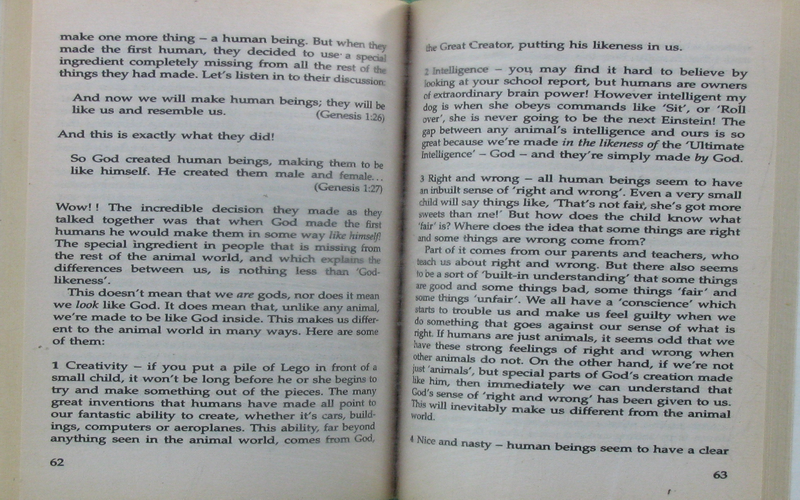 make one more thing – a human being. But when they
made the first human, they decided to use a special
ingredient completely missing from all the rest of the
things they had made. Let's listen in to their discussion:
And now we will make human beings; they will be
like us and resemble us. (Genesis 1:26)
And this is exactly what they did!
So God created human beings, making them to be
like himself. He created them male and female...
(Genesis 1:27)
Wow!! The incredible decision they made as they
talked together was that when God made the first
humans he would make them in some way like himself!
The special ingredient in people that is missing from
the rest of the animal world, and which explains the
differences between us, is nothing less than 'God-
likeness'.
This doesn't mean that we are gods, nor does it mean
we look like God. It does mean that, unlike any animal,
we're made to be like God inside. This makes us differ-
ent to the animal world in many ways. Here are some
of them:
1 Creativity – if you put a pile of Lego in front of a
small child, it won't be long before he or she begins to
try and make something out of the pieces. The many
great inventions that humans have made all point to
our fantastic ability to create, whether it's cars, build-
ings, computers or aeroplanes. This ability, far beyond
anything seen in the animal world, comes from God,
62
the Great Creator, putting his likeness in us.
2 Intelligence – you may find it hard to believe by
looking at your school report, but humans are owners
of extraordinary brain power! However intelligent my
dog is when she obeys commands like 'Sit', or 'Roll
over', she is never going to be the next Einstein! The
gap between any animal's intelligence and ours is so
great because we're made in the likeness of the 'Ultimate
Intelligence' – God – and they're simply made by God.
3 Right and wrong – all human beings seem to have
an inbuilt sense of 'right and wrong'. Even a very small
child will say things like, 'That's not fair, she's got more
sweets than me!' But how does the child know what
'fair' is? Where does the idea that some things are right
and some things are wrong come from?
Part of it comes from our parents and teachers, who
teach us about right and wrong. But there also seems
to be a sort of 'built-in understanding' that some things
are good and some things bad, some things 'fair' and
some things 'unfair'. We all have a 'conscience' which
starts to trouble us and make us feel guilty when we
do something that goes against our sense of what is
right. If humans are just animals, it seems odd that we
have these strong feelings of right and wrong when
other animals do not. On the other hand, if we're not
just 'animals', but special parts of God's creation made
like him, then immediately we can understand that
God's sense of 'right and wrong' has been given to us.
This will inevitably make us different from the animal
world.
4 Nice and nasty – human beings seem to have a clear
63